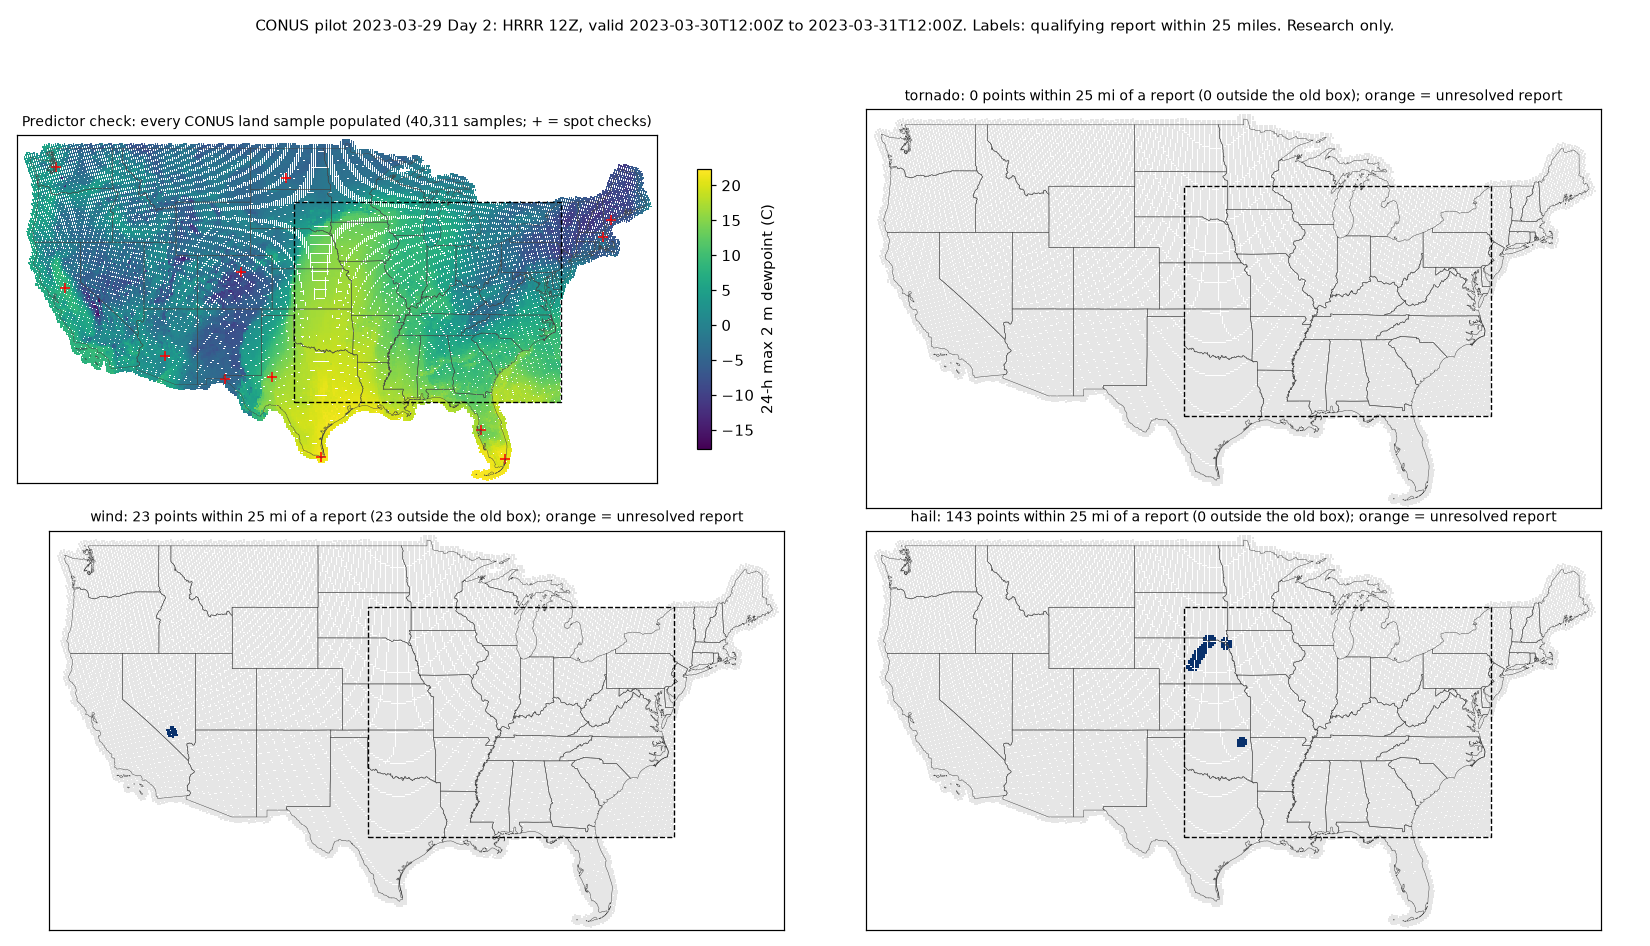 CONUS pilot 2023-03-29 Day 2: HRRR 12Z, valid 2023-03-30T12:00Z to 2023-03-31T12:00Z. Labels: qualifying report within 25 miles. Research only.
Predictor check: every CONUS land sample populated (40,311 samples; + = spot checks)
20
15
10
5
0
−5
−10
−15
24-h max 2 m dewpoint (C)
tornado: 0 points within 25 mi of a report (0 outside the old box); orange = unresolved report
wind: 23 points within 25 mi of a report (23 outside the old box); orange = unresolved report
hail: 143 points within 25 mi of a report (0 outside the old box); orange = unresolved report